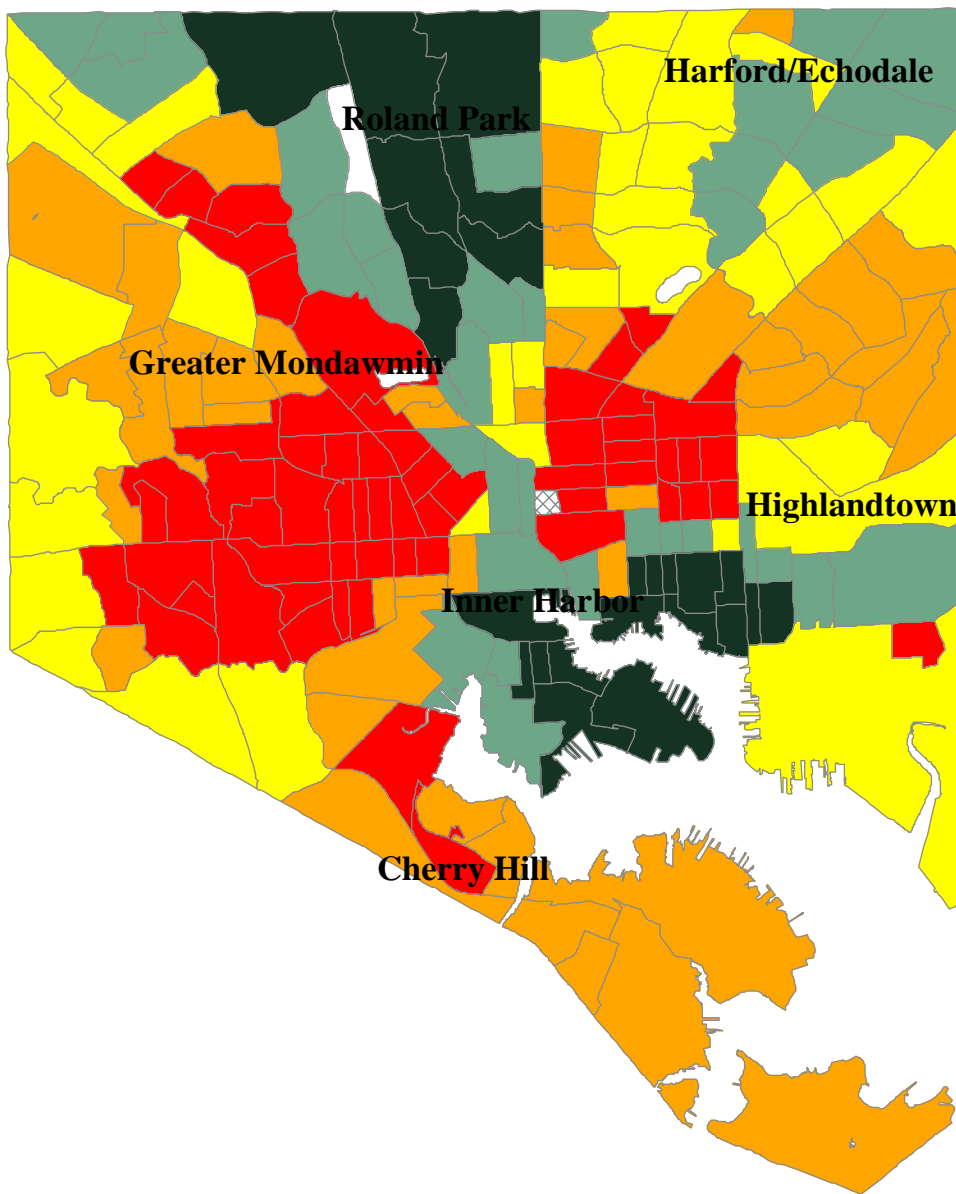 Harford/Echodale
Roland Park
Greater Mondawmin
Highlandtown
Inner Harbor
Cherry Hill